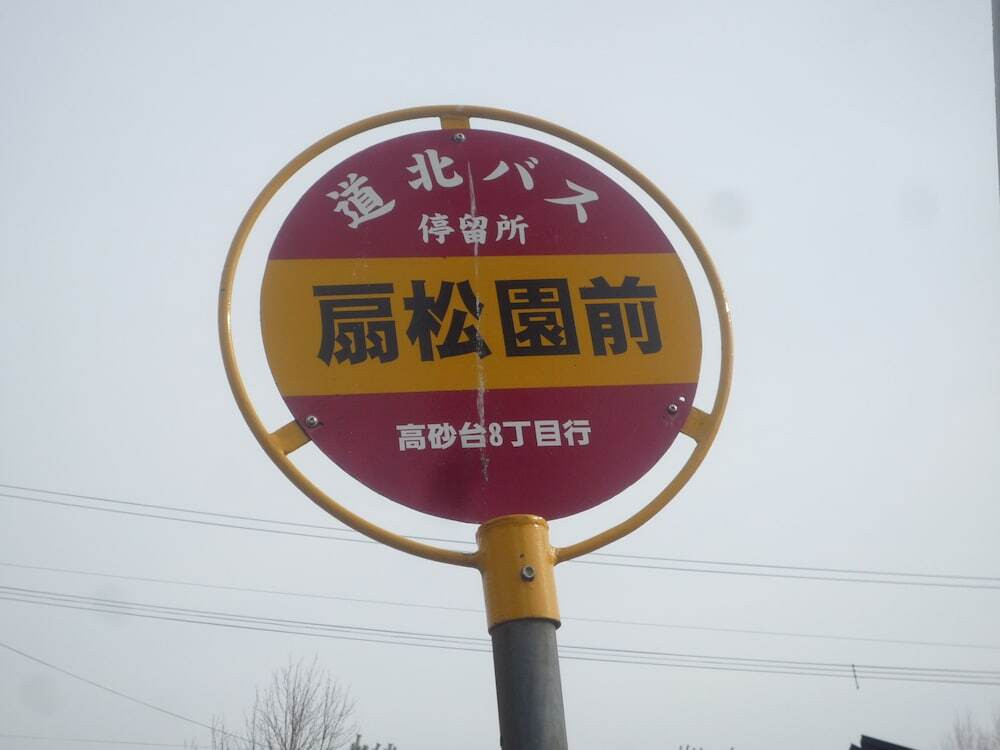 道北バス
停留所
扇松園前
高砂台8丁目行